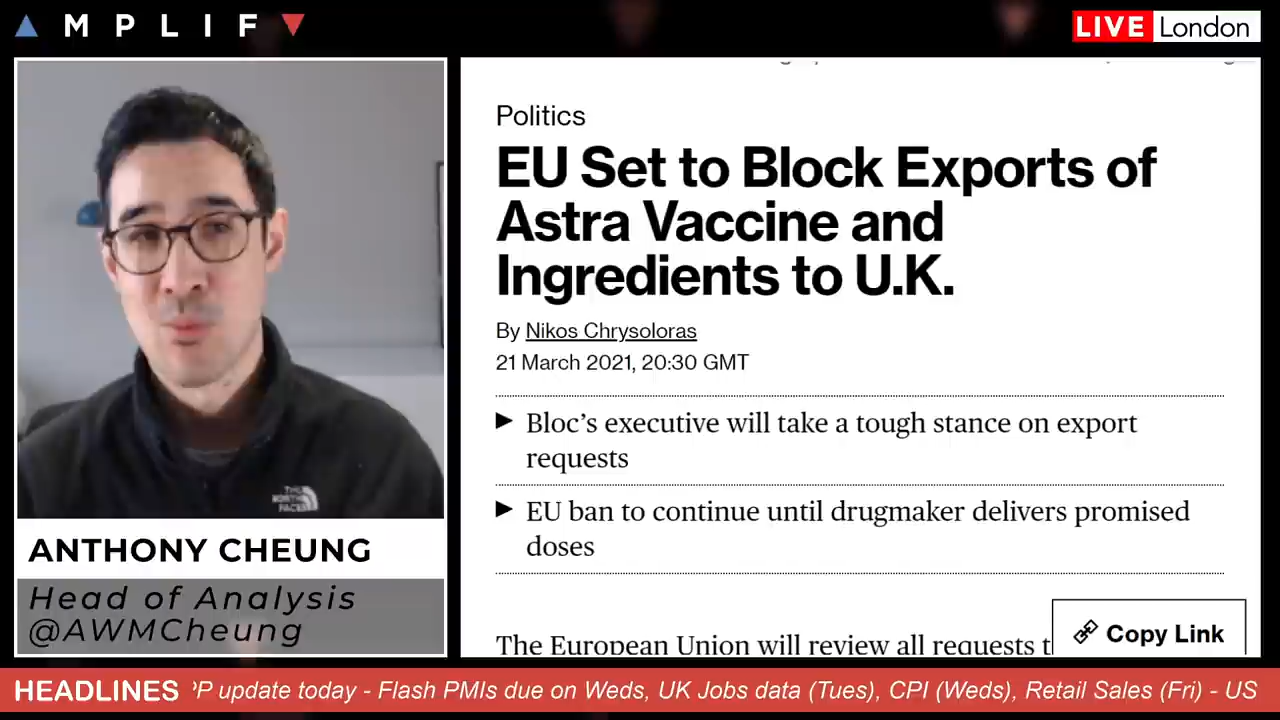 ▲ M P L I F ▼
LIVE London
THE
NORTH
FACE
ANTHONY CHEUNG
Head of Analysis
@AWMCheung
Politics
EU Set to Block Exports of
Astra Vaccine and
Ingredients to U.K.
By Nikos Chrysoloras
21 March 2021, 20:30 GMT
► Bloc’s executive will take a tough stance on export
requests
► EU ban to continue until drugmaker delivers promised
doses
The European Union will review all requests t
Copy Link
HEADLINES 'P update today - Flash PMIs due on Weds, UK Jobs data (Tues), CPI (Weds), Retail Sales (Fri) - US